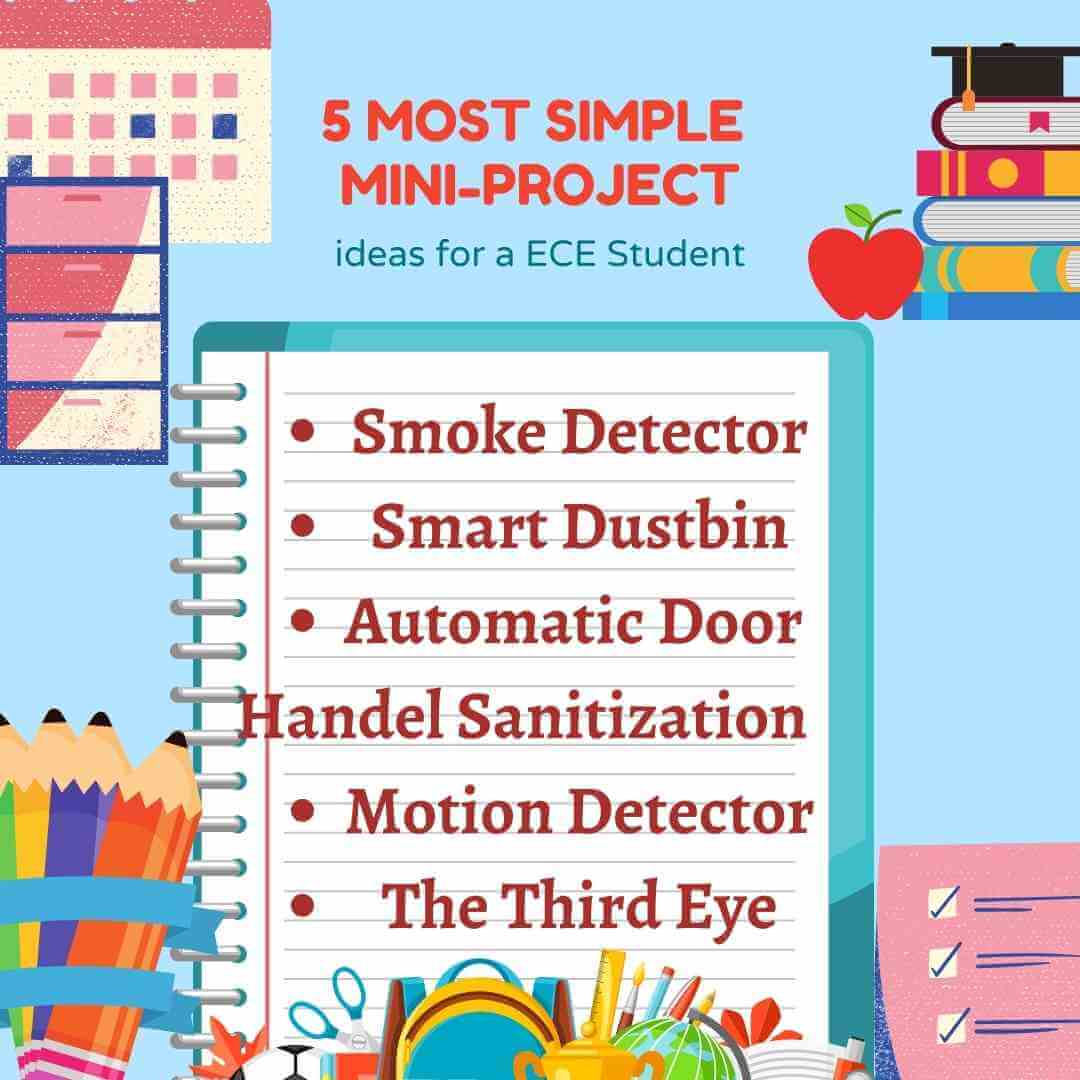 5 MOST SIMPLE
MINI-PROJECT
ideas for a ECE Student
• Smoke Detector
• Smart Dustbin
• Automatic Door
Handel Sanitization
• Motion Detector
• The Third Eye